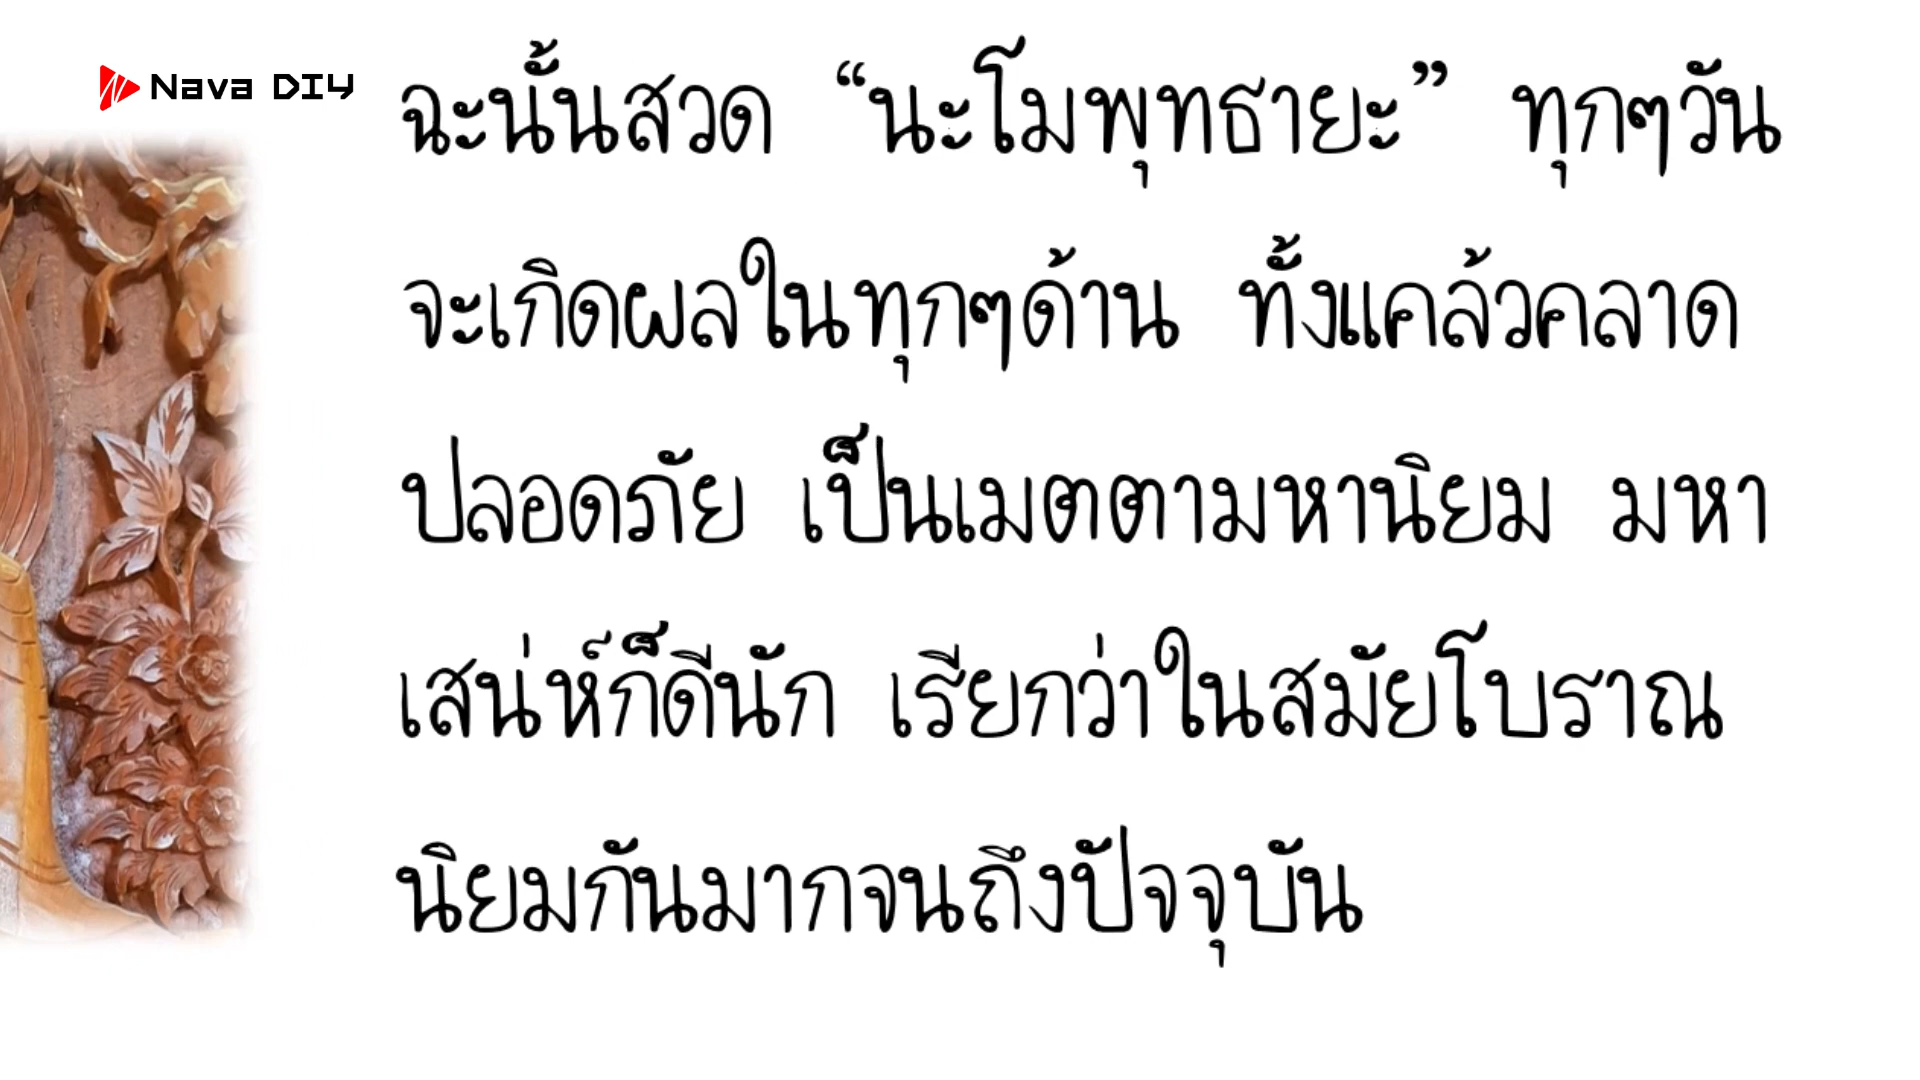 Nava DIY
ฉะนั้นสวด “นะโมพุทธายะ” ทุกๆวัน
จะเกิดผลในทุกๆด้าน ทั้งแคล้วคลาด
ปลอดภัย เป็นเมตตามหานิยม มหา
เสน่ห์ก็ดีนัก เรียกว่าในสมัยโบราณ
นิยมกันมากจนถึงปัจจุบัน